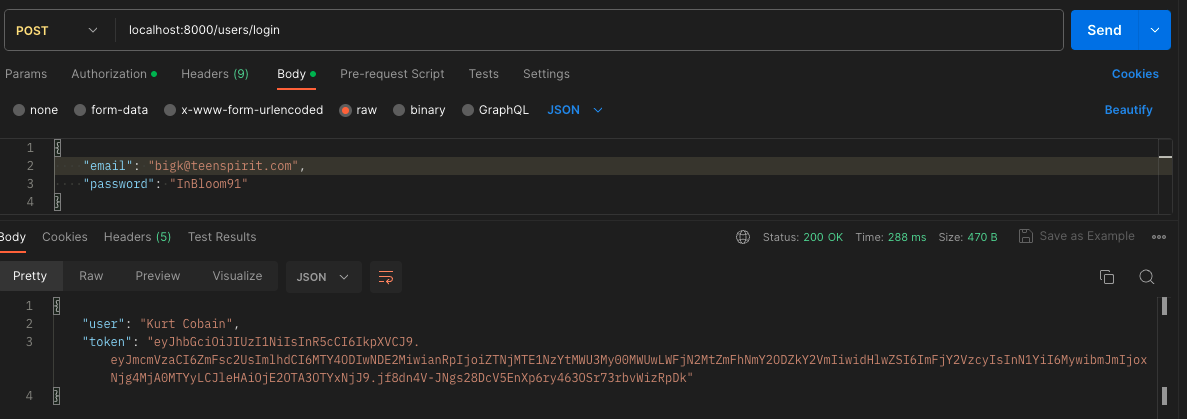 POST localhost:8000/users/login Send
Params Authorization Headers (9) Body Pre-request Script Tests Settings Cookies
none form-data x-www-form-urlencoded raw binary GraphQL JSON Beautify
1 {
2 "email": "bigk@teenspirit.com",
3 "password": "InBloom91"
4 }
Body Cookies Headers (5) Test Results Status: 200 OK Time: 288 ms Size: 470 B Save as Example
Pretty Raw Preview Visualize JSON
1 {
2 "user": "Kurt Cobain",
3 "token": "eyJhbGciOiJIUzI1NiIsInR5cCI6IkpXVCJ9.
eyJmcmVzaCI6ZmFsc2UsImlhdCI6MTY4ODIwNDE2MiwianRpIjoiZTNjMTE1NzYtMWU3My00MWUwLWFjN2MtZmFhNmY2ODZkY2VmIiwidHlwZSI6ImFjY2VzcyIsInN1YiI6MywibmJmIjox
Njg4MjA0MTYyLCJleHAiOjE2OTA3OTYxNjJ9.jf8dn4V-JNgs28DcV5EnXp6ry463OSr73rbvWizRpDk"
4 }